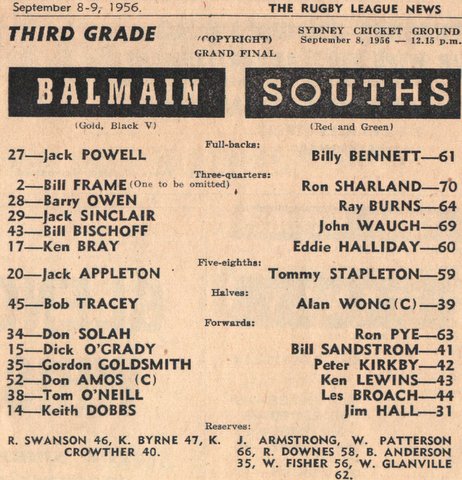 September 8-9, 1956. THE RUGBY LEAGUE NEWS
THIRD GRADE (COPYRIGHT) SYDNEY CRICKET GROUND
GRAND FINAL September 8, 1956 — 12.15 p.m.
BALMAIN SOUTHS
(Gold, Black V) (Red and Green)
Full-backs:
27—Jack POWELL Billy BENNETT—61
Three-quarters:
2—Bill FRAME (One to be omitted) Ron SHARLAND—70
28—Barry OWEN Ray BURNS—64
29—Jack SINCLAIR John WAUGH—69
43—Bill BISCHOFF Eddie HALLIDAY—60
17—Ken BRAY
Five-eighths:
20—Jack APPLETON Tommy STAPLETON—59
Halves:
45—Bob TRACEY Alan WONG (C)—39
Forwards:
34—Don SOLAH Ron PYE—63
15—Dick O'GRADY Bill SANDSTROM—41
35—Gordon GOLDSMITH Peter KIRKBY—42
52—Don AMOS (C) Ken LEWINS—43
38—Tom O'NEILL Les BROACH—44
14—Keith DOBBS Jim HALL—31
Reserves:
R. SWANSON 46, K. BYRNE 47, K. CROWTHER 40.
J. ARMSTRONG, W. PATTERSON
66, R. DOWNES 58, B. ANDERSON
35, W. FISHER 56, W. GLANVILLE
62.